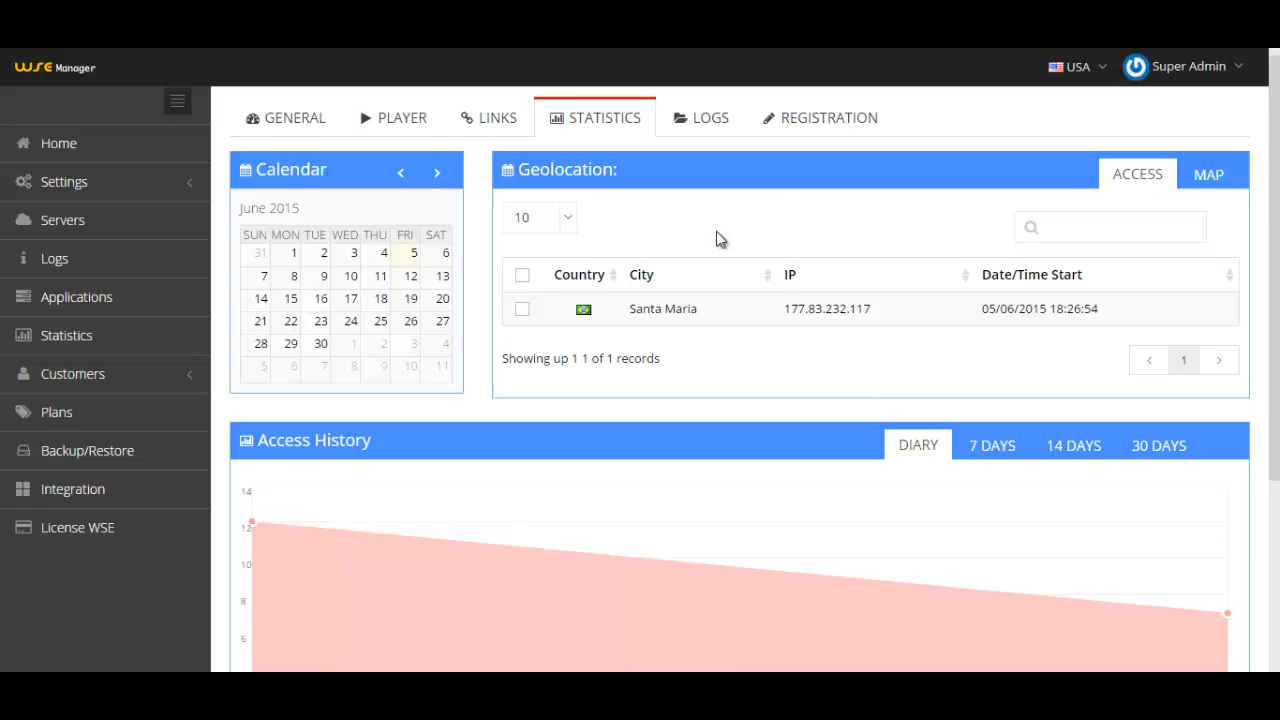 WSE Manager
USA
Super Admin
Home
Settings
Servers
Logs
Applications
Statistics
Customers
Plans
Backup/Restore
Integration
License WSE
GENERAL
PLAYER
LINKS
STATISTICS
LOGS
REGISTRATION
Calendar
June 2015
SUN MON TUE WED THU FRI SAT
31 1 2 3 4 5 6
7 8 9 10 11 12 13
14 15 16 17 18 19 20
21 22 23 24 25 26 27
28 29 30 1 2 3 4
5 6 7 8 9 10 11
Geolocation:
ACCESS
MAP
10
Country City IP Date/Time Start
Santa Maria 177.83.232.117 05/06/2015 18:26:54
Showing up 1 1 of 1 records
1
Access History
DIARY
7 DAYS
14 DAYS
30 DAYS
14
12
10
8
6